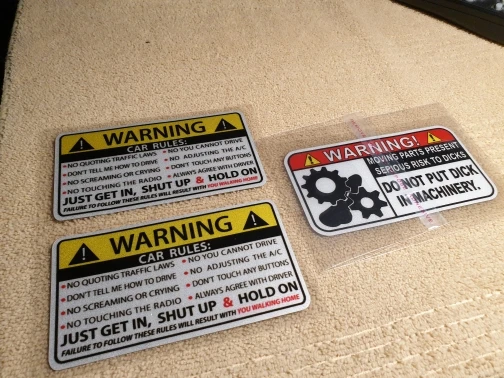 WARNING
CAR RULES:
• NO QUOTING TRAFFIC LAWS • NO YOU CANNOT DRIVE
• DON'T TELL ME HOW TO DRIVE • NO ADJUSTING THE A/C
• NO SCREAMING OR CRYING • DON'T TOUCH ANY BUTTONS
• NO TOUCHING THE RADIO • ALWAYS AGREE WITH DRIVER
JUST GET IN, SHUT UP & HOLD ON
FAILURE TO FOLLOW THESE RULES WILL RESULT WITH YOU WALKING HOME
WARNING!
MOVING PARTS PRESENT
SERIOUS RISK TO DICKS
DO NOT PUT DICK
IN MACHINERY.
WARNING
CAR RULES:
• NO QUOTING TRAFFIC LAWS • NO YOU CANNOT DRIVE
• DON'T TELL ME HOW TO DRIVE • NO ADJUSTING THE A/C
• NO SCREAMING OR CRYING • DON'T TOUCH ANY BUTTONS
• NO TOUCHING THE RADIO • ALWAYS AGREE WITH DRIVER
JUST GET IN, SHUT UP & HOLD ON
FAILURE TO FOLLOW THESE RULES WILL RESULT WITH YOU WALKING HOME